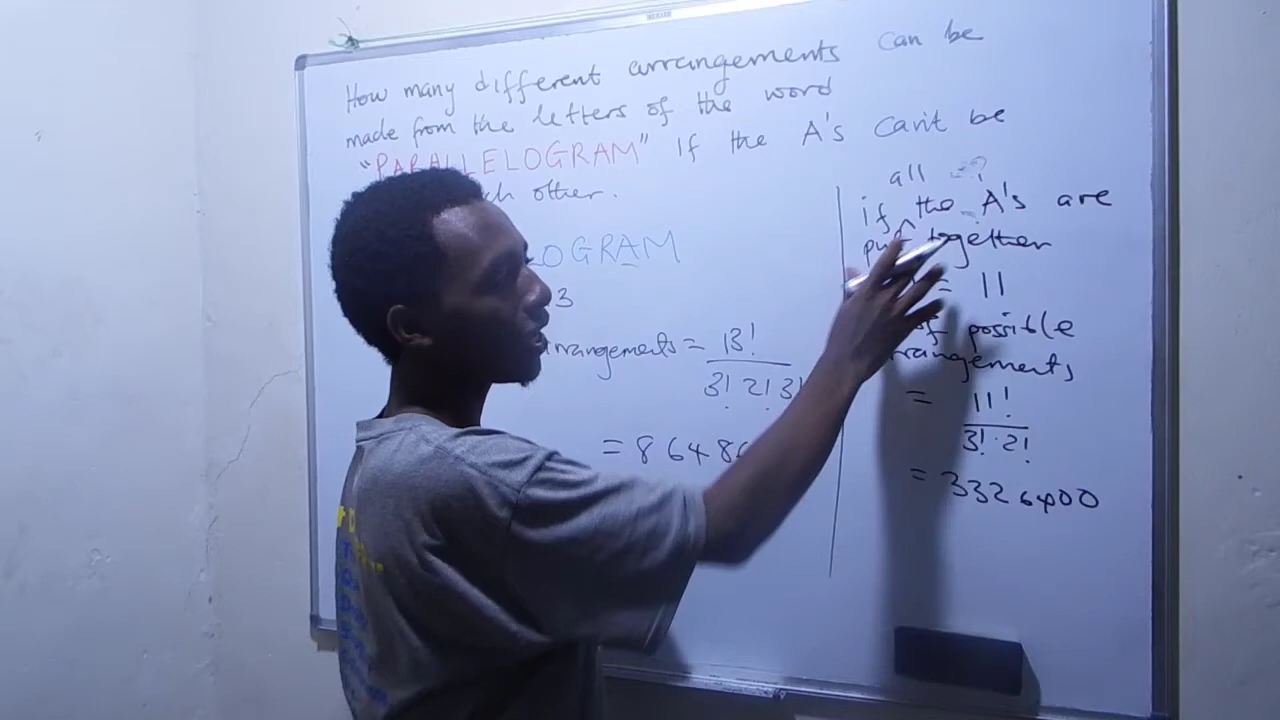 How many different arrangements can be
made from the letters of the word
"PARALLELOGRAM" If the A's can't be
other.
LOGRAM
3
arrangements = 13!
3! 2! 3!
= 8 6 4 8
all ?
if the A's are
put together
= 11
of possible
arrangements
= 11!
3! · 2!
= 3326400